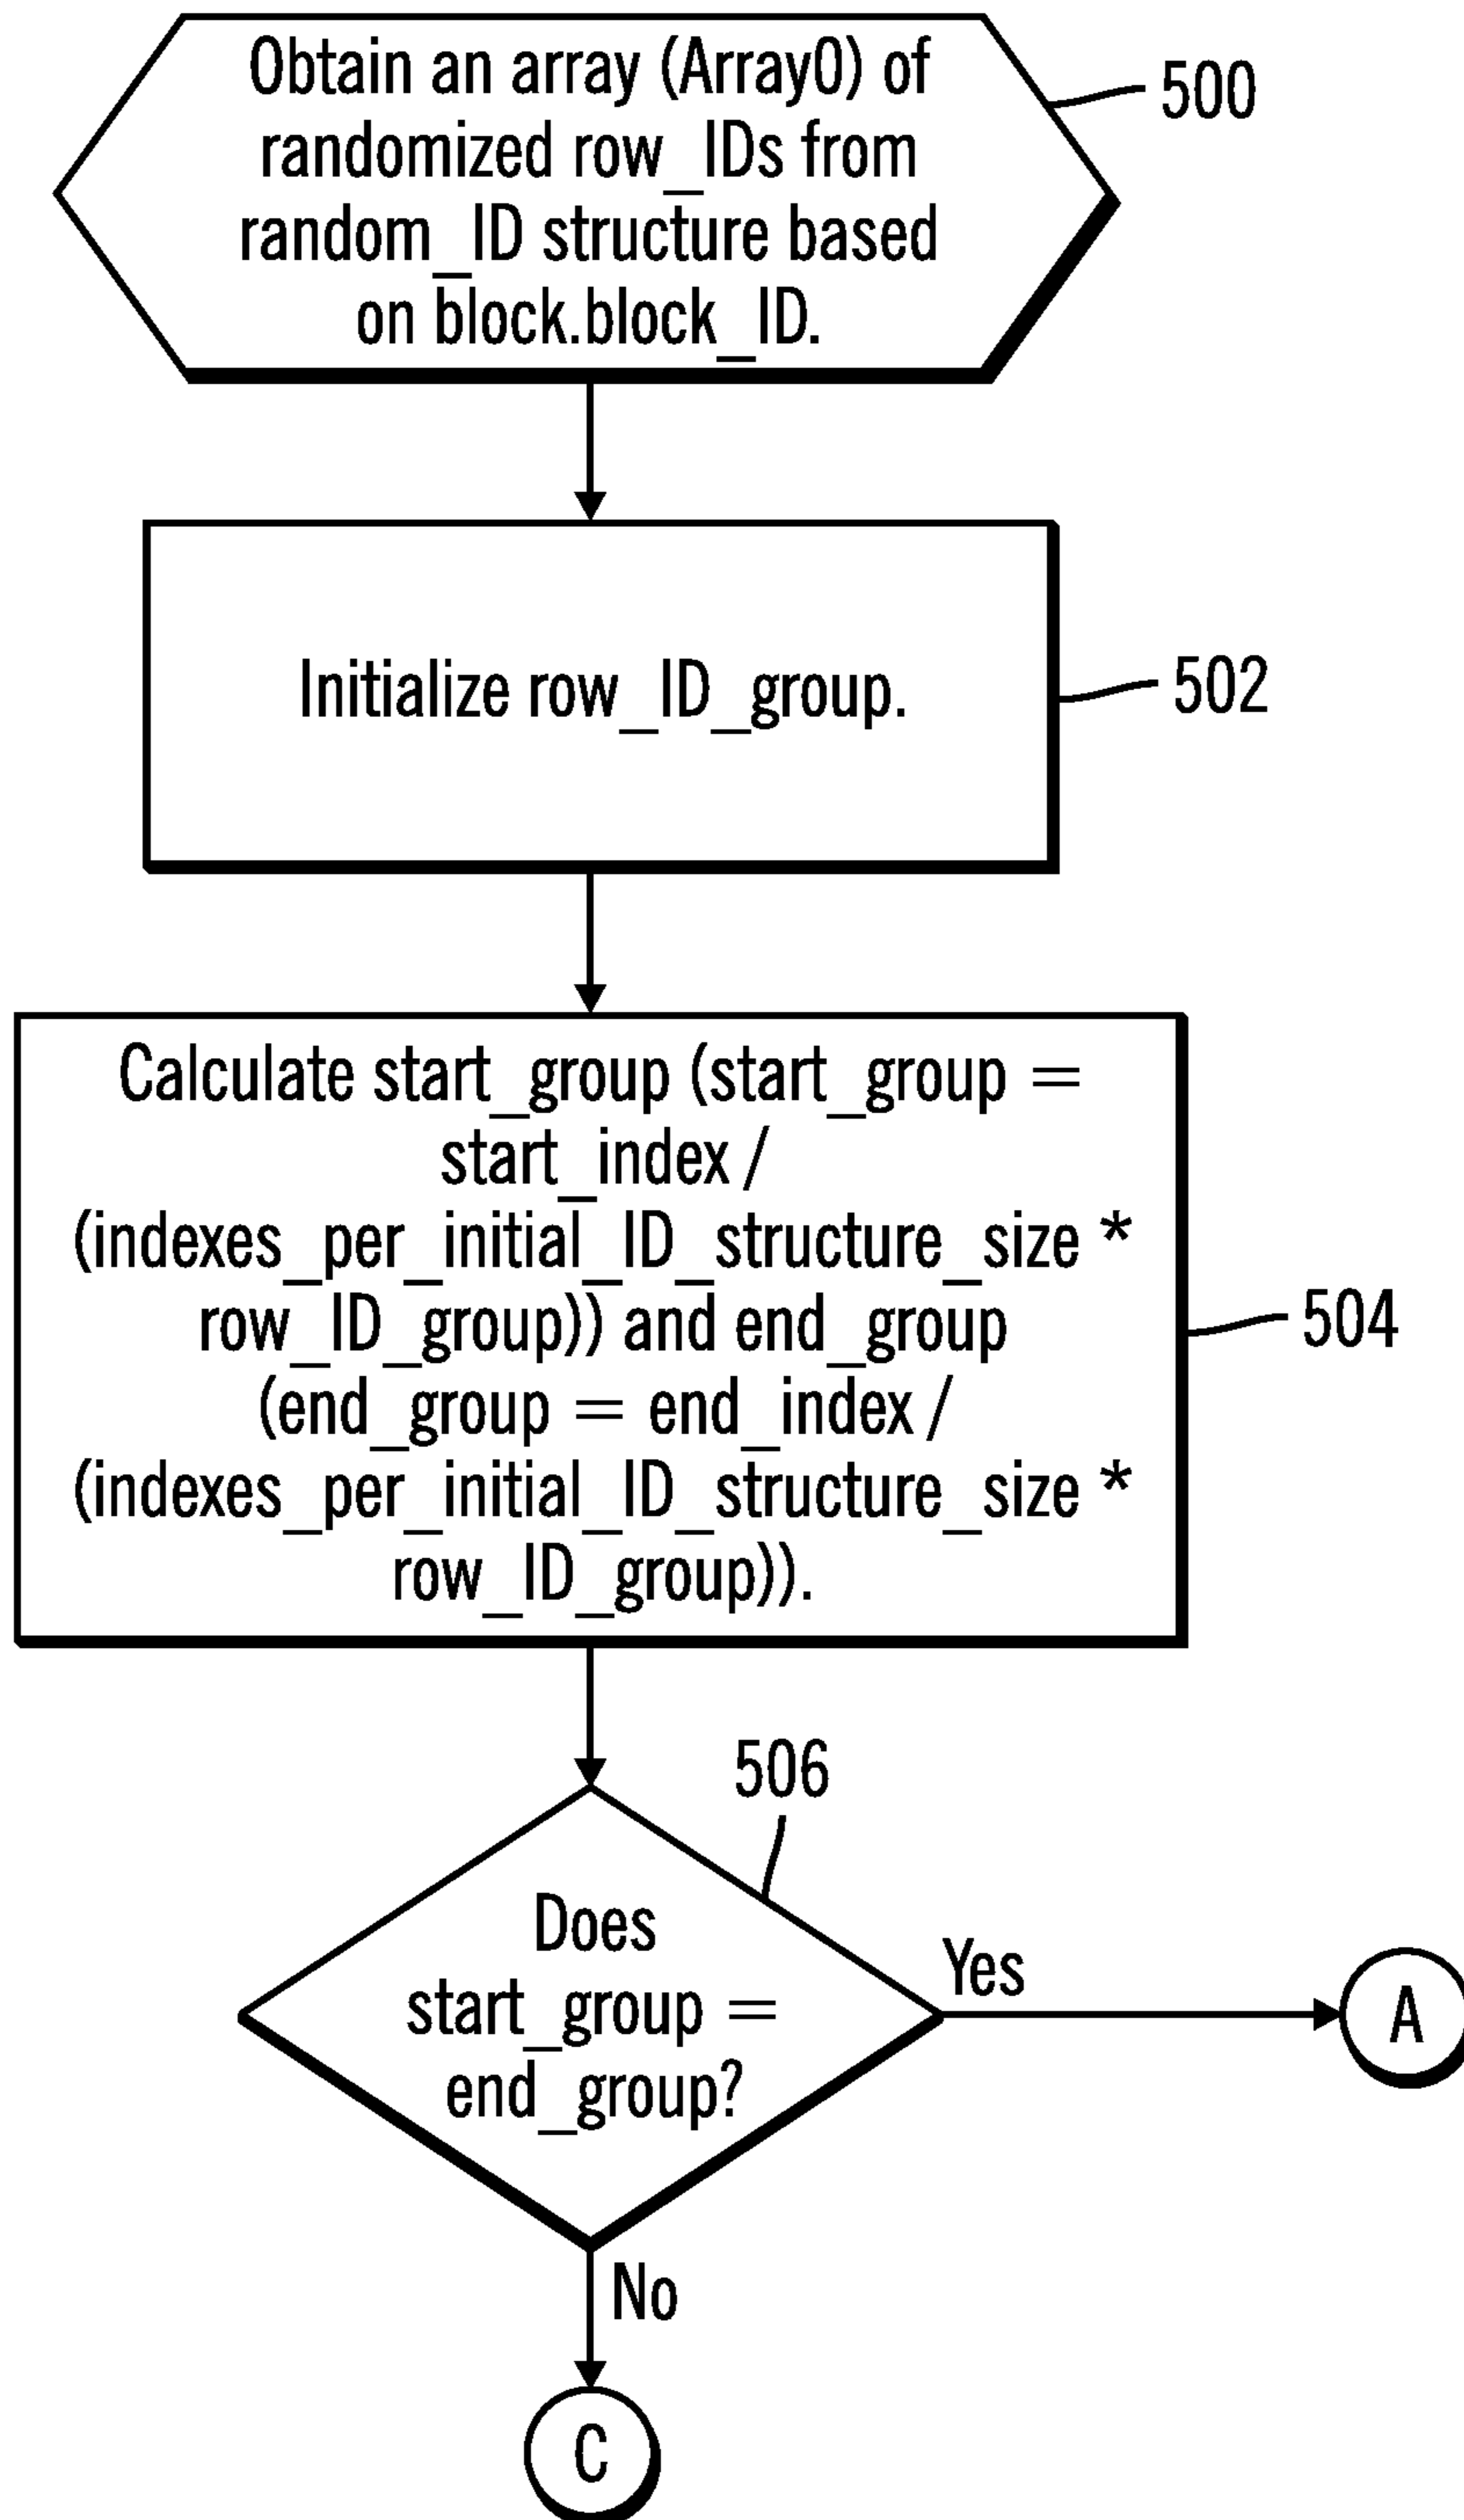 Obtain an array (Array0) of
randomized row_IDs from
random_ID structure based
on block.block_ID.
500
Initialize row_ID_group.
502
Calculate start_group (start_group =
start_index /
(indexes_per_initial_ID_structure_size *
row_ID_group)) and end_group
(end_group = end_index /
(indexes_per_initial_ID_structure_size *
row_ID_group)).
504
506
Does
start_group =
end_group?
Yes
A
No
C